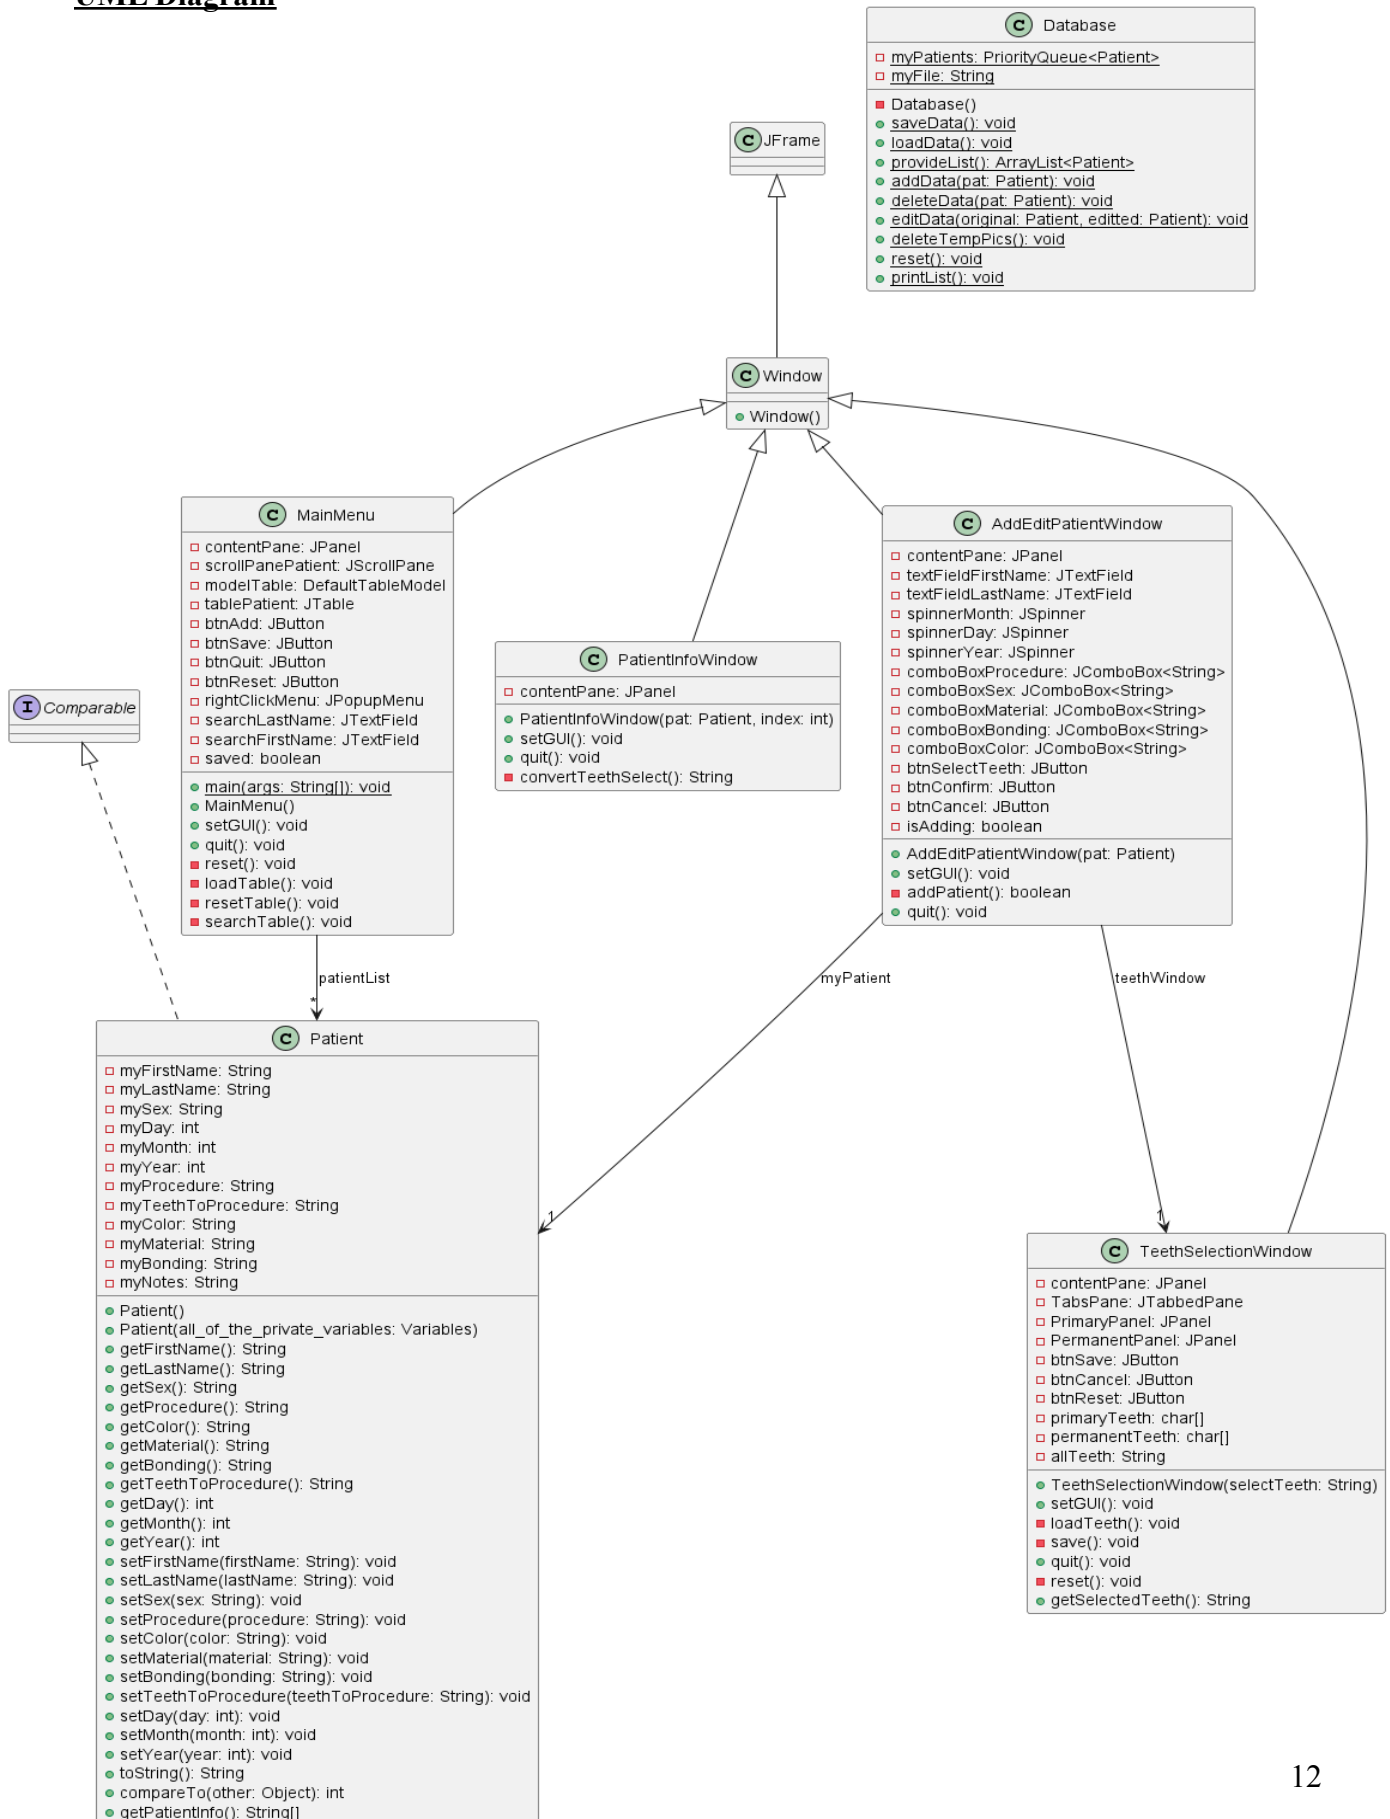 UML Diagram
C Database
myPatients: PriorityQueue<Patient>
myFile: String
Database()
saveData(): void
loadData(): void
provideList(): ArrayList<Patient>
addData(pat: Patient): void
deleteData(pat: Patient): void
editData(original: Patient, editted: Patient): void
deleteTempPics(): void
reset(): void
printList(): void
C JFrame
C Window
Window()
C MainMenu
contentPane: JPanel
scrollPanePatient: JScrollPane
modelTable: DefaultTableModel
tablePatient: JTable
btnAdd: JButton
btnSave: JButton
btnQuit: JButton
btnReset: JButton
rightClickMenu: JPopupMenu
searchLastName: JTextField
searchFirstName: JTextField
saved: boolean
main(args: String[]): void
MainMenu()
setGUI(): void
quit(): void
reset(): void
loadTable(): void
resetTable(): void
searchTable(): void
C PatientInfoWindow
contentPane: JPanel
PatientInfoWindow(pat: Patient, index: int)
setGUI(): void
quit(): void
convertTeethSelect(): String
C AddEditPatientWindow
contentPane: JPanel
textFieldFirstName: JTextField
textFieldLastName: JTextField
spinnerMonth: JSpinner
spinnerDay: JSpinner
spinnerYear: JSpinner
comboBoxProcedure: JComboBox<String>
comboBoxSex: JComboBox<String>
comboBoxMaterial: JComboBox<String>
comboBoxBonding: JComboBox<String>
comboBoxColor: JComboBox<String>
btnSelectTeeth: JButton
btnConfirm: JButton
btnCancel: JButton
isAdding: boolean
AddEditPatientWindow(pat: Patient)
setGUI(): void
addPatient(): boolean
quit(): void
I Comparable
patientList
*
myPatient
1
teethWindow
1
C Patient
myFirstName: String
myLastName: String
mySex: String
myDay: int
myMonth: int
myYear: int
myProcedure: String
myTeethToProcedure: String
myColor: String
myMaterial: String
myBonding: String
myNotes: String
Patient()
Patient(all_of_the_private_variables: Variables)
getFirstName(): String
getLastName(): String
getSex(): String
getProcedure(): String
getColor(): String
getMaterial(): String
getBonding(): String
getTeethToProcedure(): String
getDay(): int
getMonth(): int
getYear(): int
setFirstName(firstName: String): void
setLastName(lastName: String): void
setSex(sex: String): void
setProcedure(procedure: String): void
setColor(color: String): void
setMaterial(material: String): void
setBonding(bonding: String): void
setTeethToProcedure(teethToProcedure: String): void
setDay(day: int): void
setMonth(month: int): void
setYear(year: int): void
toString(): String
compareTo(other: Object): int
getPatientInfo(): String[]
C TeethSelectionWindow
contentPane: JPanel
TabsPane: JTabbedPane
PrimaryPanel: JPanel
PermanentPanel: JPanel
btnSave: JButton
btnCancel: JButton
btnReset: JButton
primaryTeeth: char[]
permanentTeeth: char[]
allTeeth: String
TeethSelectionWindow(selectTeeth: String)
setGUI(): void
loadTeeth(): void
save(): void
quit(): void
reset(): void
getSelectedTeeth(): String
12